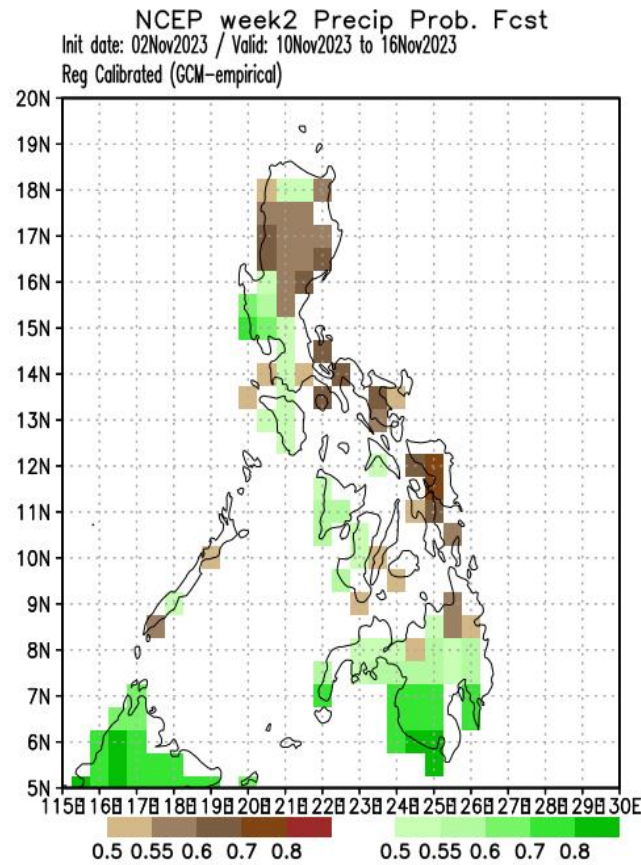 NCEP week2 Precip Prob. Fcst
Init date: 02Nov2023 / Valid: 10Nov2023 to 16Nov2023
Reg Calibrated (GCM-empirical)
20N
19N
18N
17N
16N
15N
14N
13N
12N
11N
10N
9N
8N
7N
6N
5N
115E 116E 117E 118E 119E 120E 121E 122E 123E 124E 125E 126E 127E 128E 129E 130E
0.5 0.55 0.6 0.7 0.8 0.5 0.55 0.6 0.7 0.8